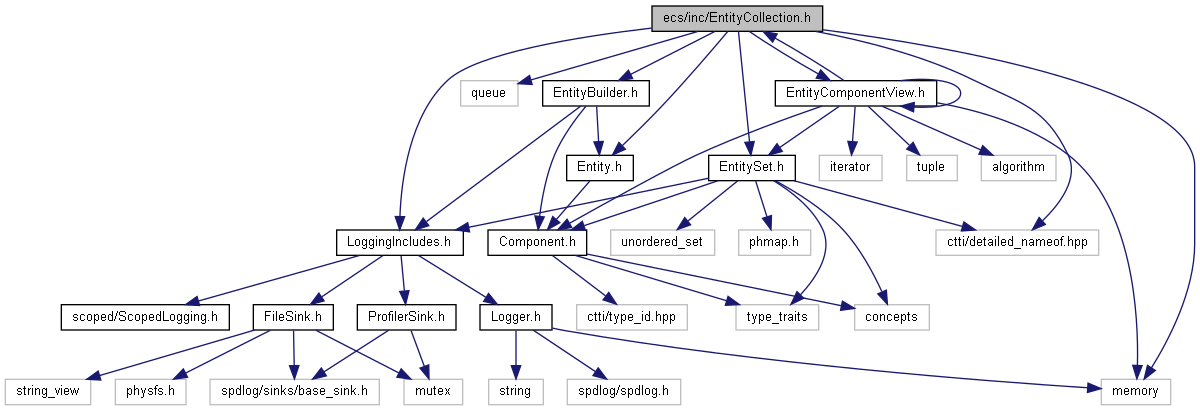 ecs/inc/EntityCollection.h
queue
EntityBuilder.h
EntityComponentView.h
Entity.h
EntitySet.h
iterator
tuple
algorithm
LoggingIncludes.h
Component.h
unordered_set
phmap.h
ctti/detailed_nameof.hpp
scoped/ScopedLogging.h
FileSink.h
ProfilerSink.h
Logger.h
ctti/type_id.hpp
type_traits
concepts
string_view
physfs.h
spdlog/sinks/base_sink.h
mutex
string
spdlog/spdlog.h
memory